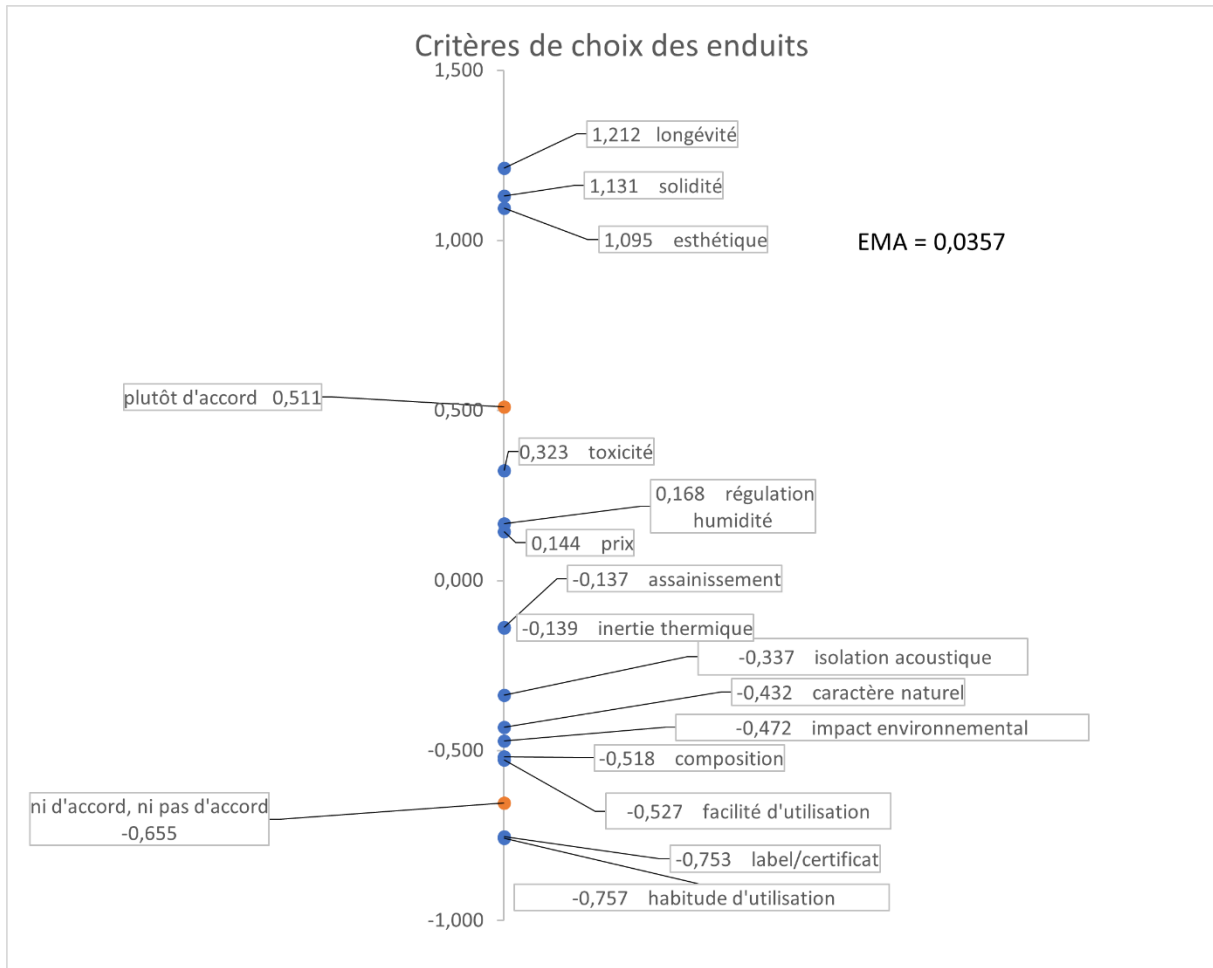 Critères de choix des enduits
1,500
1,212 longévité
1,131 solidité
1,095 esthétique
1,000
EMA = 0,0357
plutôt d'accord 0,511
0,500
0,323 toxicité
0,168 régulation
humidité
0,144 prix
0,000
-0,137 assainissement
-0,139 inertie thermique
-0,337 isolation acoustique
-0,432 caractère naturel
-0,472 impact environnemental
-0,500
-0,518 composition
ni d'accord, ni pas d'accord
-0,655
-0,527 facilité d'utilisation
-0,753 label/certificat
-0,757 habitude d'utilisation
-1,000